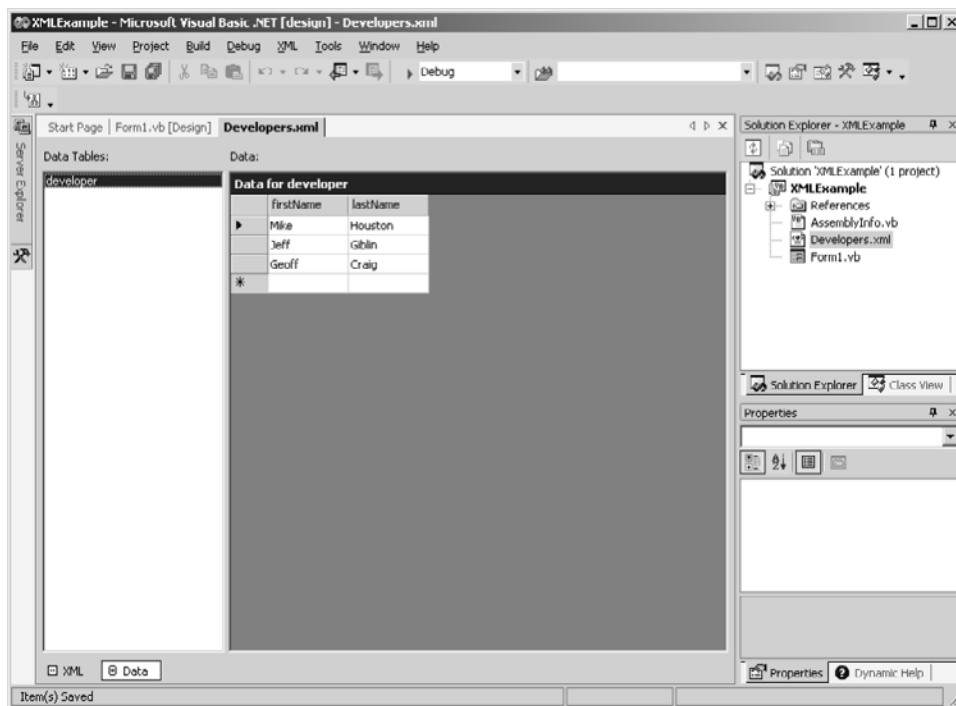 XMLExample - Microsoft Visual Basic .NET [design] - Developers.xml
File Edit View Project Build Debug XML Tools Window Help
Debug
Start Page Form1.vb [Design] Developers.xml
Server Explorer
Data Tables:
developer
Data:
Data for developer
firstName lastName
Mike Houston
Jeff Giblin
Geoff Craig
Solution Explorer - XMLExample
Solution 'XMLExample' (1 project)
XMLExample
References
AssemblyInfo.vb
Developers.xml
Form1.vb
Solution Explorer Class View
Properties
XML Data
Properties Dynamic Help
Item(s) Saved